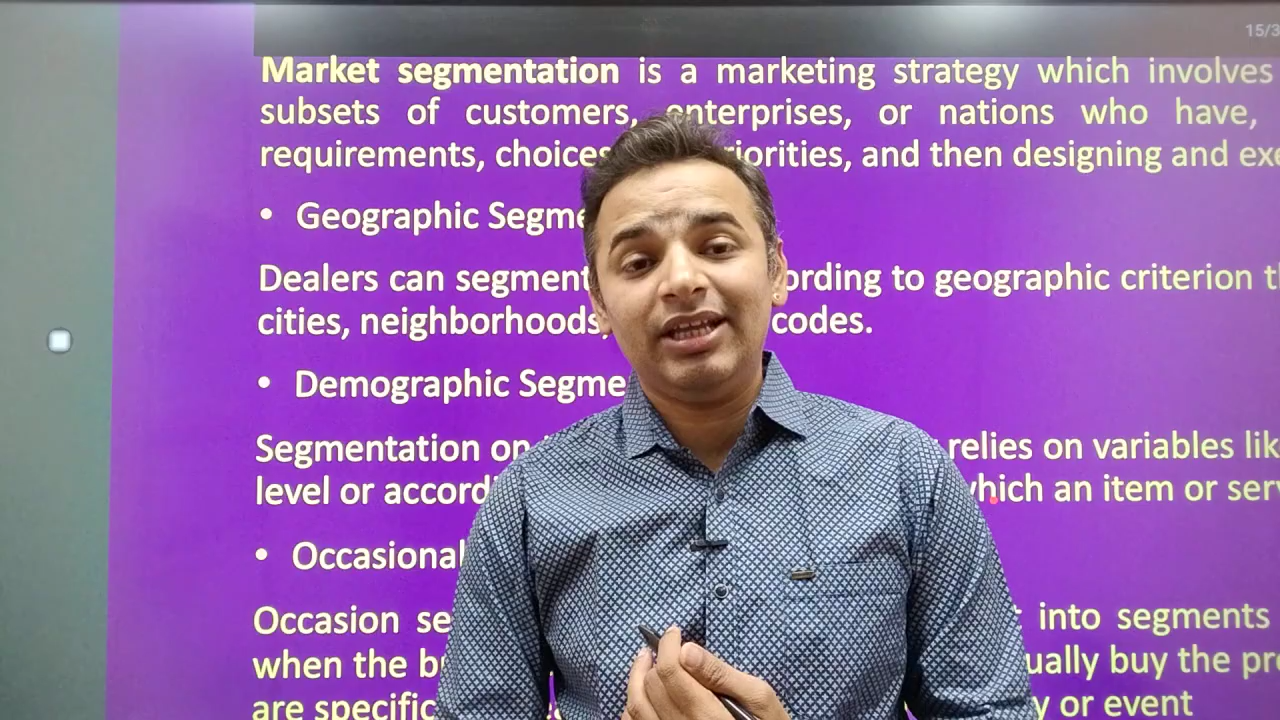 15/3
Market segmentation is a marketing strategy which involves
subsets of customers, enterprises, or nations who have,
requirements, choices riorities, and then designing and exe
• Geographic Segme
Dealers can segment ording to geographic criterion th
cities, neighborhoods, codes.
• Demographic Segme
Segmentation on relies on variables lik
level or accordi which an item or serv
• Occasional
Occasion se into segments
when the b ually buy the pr
are specific y or event